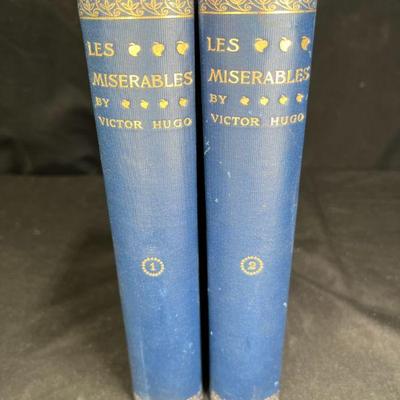 LES
MISERABLES
BY
VICTOR HUGO
1
LES
MISERABLES
BY
VICTOR HUGO
2